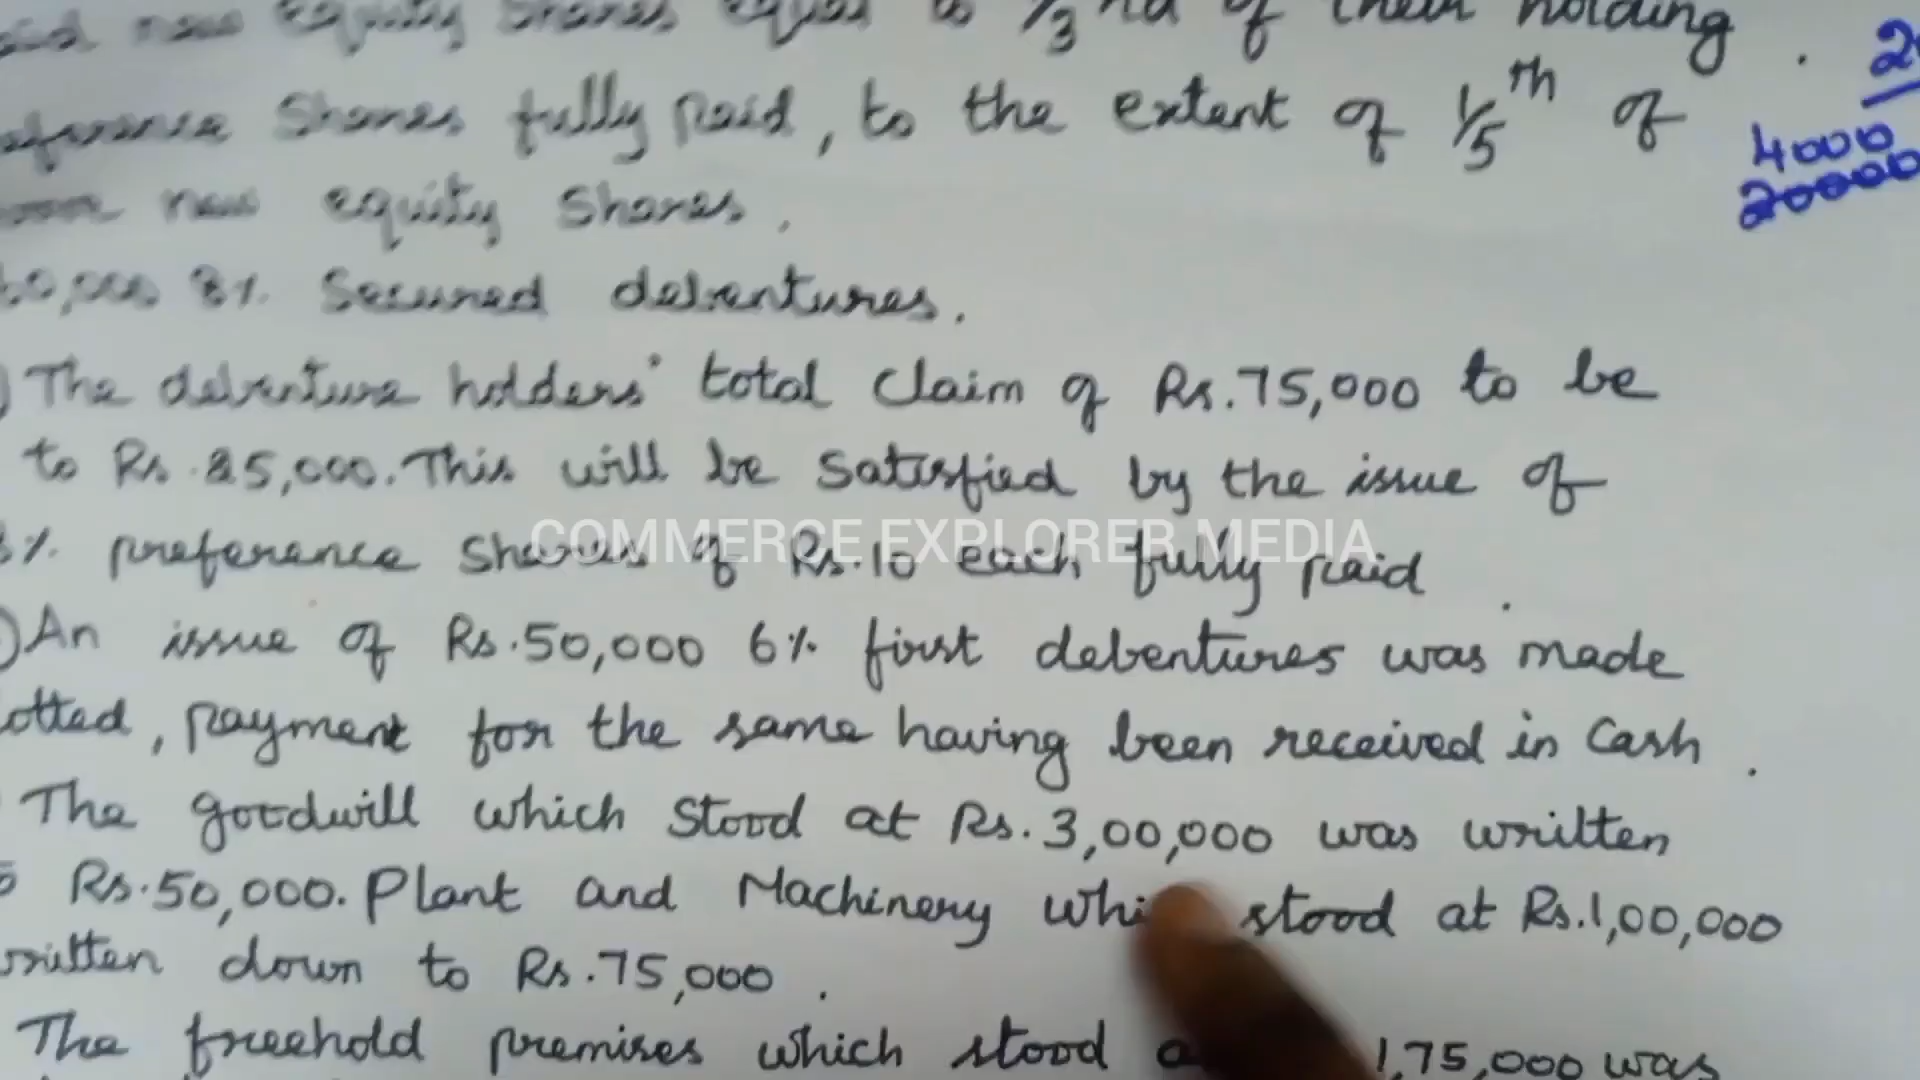 new equity shares equal to 1/3 rd of their holding.
Shares fully paid, to the extent of 1/5th of
new equity shares.
8% Secured debentures.
) The debenture holders' total claim of Rs.75,000 to be
to Rs.25,000. This will be satisfied by the issue of
% preference shares of Rs.10 each fully paid.
) An issue of Rs.50,000 6% first debentures was made
otted, payment for the same having been received in cash.
The goodwill which stood at Rs.3,00,000 was written
Rs.50,000. Plant and Machinery whi stood at Rs.1,00,000
written down to Rs.75,000.
The freehold premises which stood a 1,75,000 was
4000
20000
COMMERCE EXPLORER MEDIA